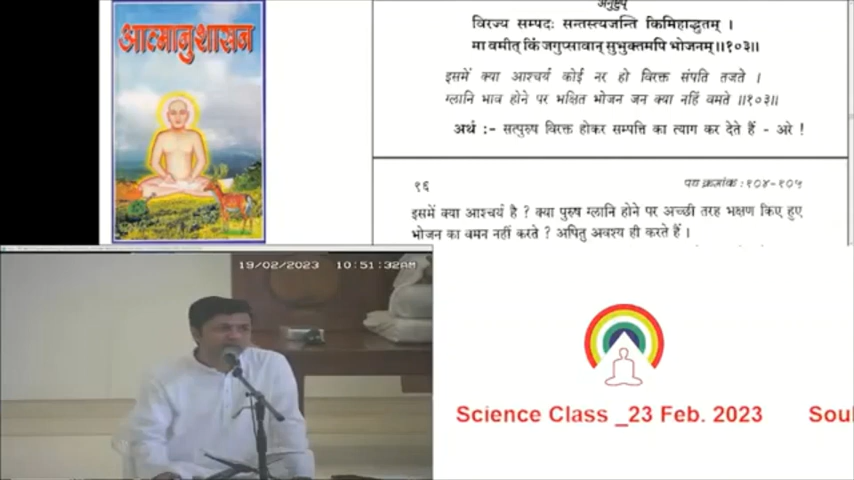 आत्मानुशासन
अनुष्टुप्
विरज्य सम्पदः सन्तस्त्यजन्ति किमिहाद्भुतम् ।
मा वमीत् किं जुगुप्सावान् सुभुक्तमपि भोजनम्॥१०३॥
इसमें क्या आश्चर्य कोई नर हो विरक्त संपति तजते ।
ग्लानि भाव होने पर भक्षित भोजन जन क्या नहिं वमते ॥१०३॥
अर्थ :- सत्पुरुष विरक्त होकर सम्पत्ति का त्याग कर देते हैं - अरे !
९६
पद्य क्रमांक : १०४-१०५
इसमें क्या आश्चर्य है ? क्या पुरुष ग्लानि होने पर अच्छी तरह भक्षण किए हुए
भोजन का वमन नहीं करते ? अपितु अवश्य ही करते हैं ।
19/02/2023 10:51:32AM
Science Class _23 Feb. 2023 Soul